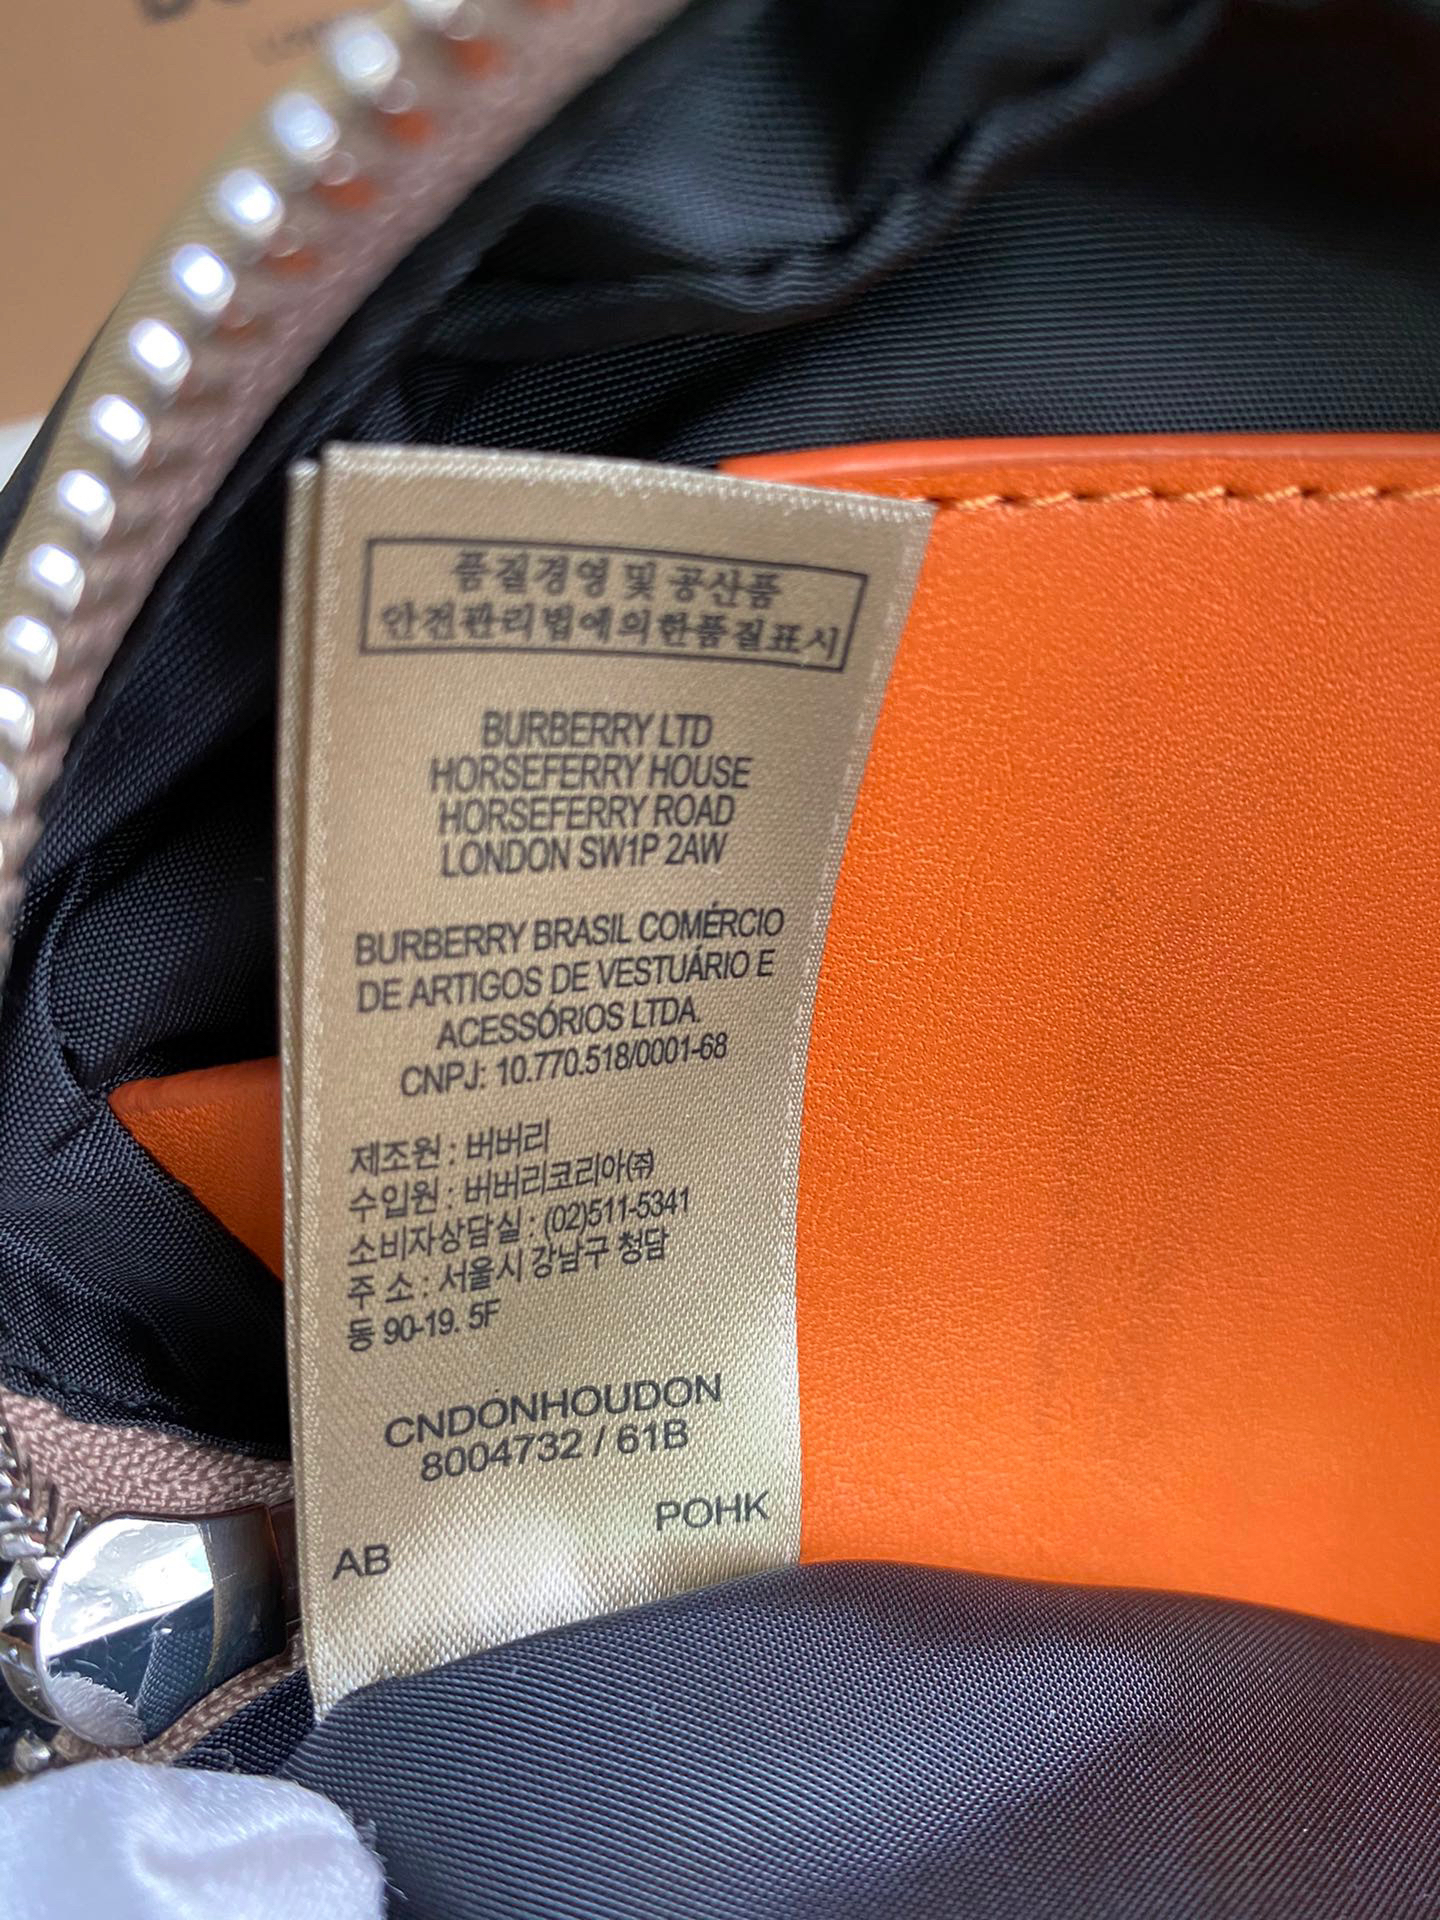 품질경영 및 공산품
안전관리법에의한품질표시
BURBERRY LTD
HORSEFERRY HOUSE
HORSEFERRY ROAD
LONDON SW1P 2AW
BURBERRY BRASIL COMÉRCIO
DE ARTIGOS DE VESTUÁRIO E
ACESSÓRIOS LTDA.
CNPJ: 10.770.518/0001-68
제조원 : 버버리
수입원 : 버버리코리아㈜
소비자상담실 : (02)511-5341
주 소 : 서울시 강남구 청담
동 90-19. 5F
CNDONHOUDON
8004732 / 61B
POHK
AB